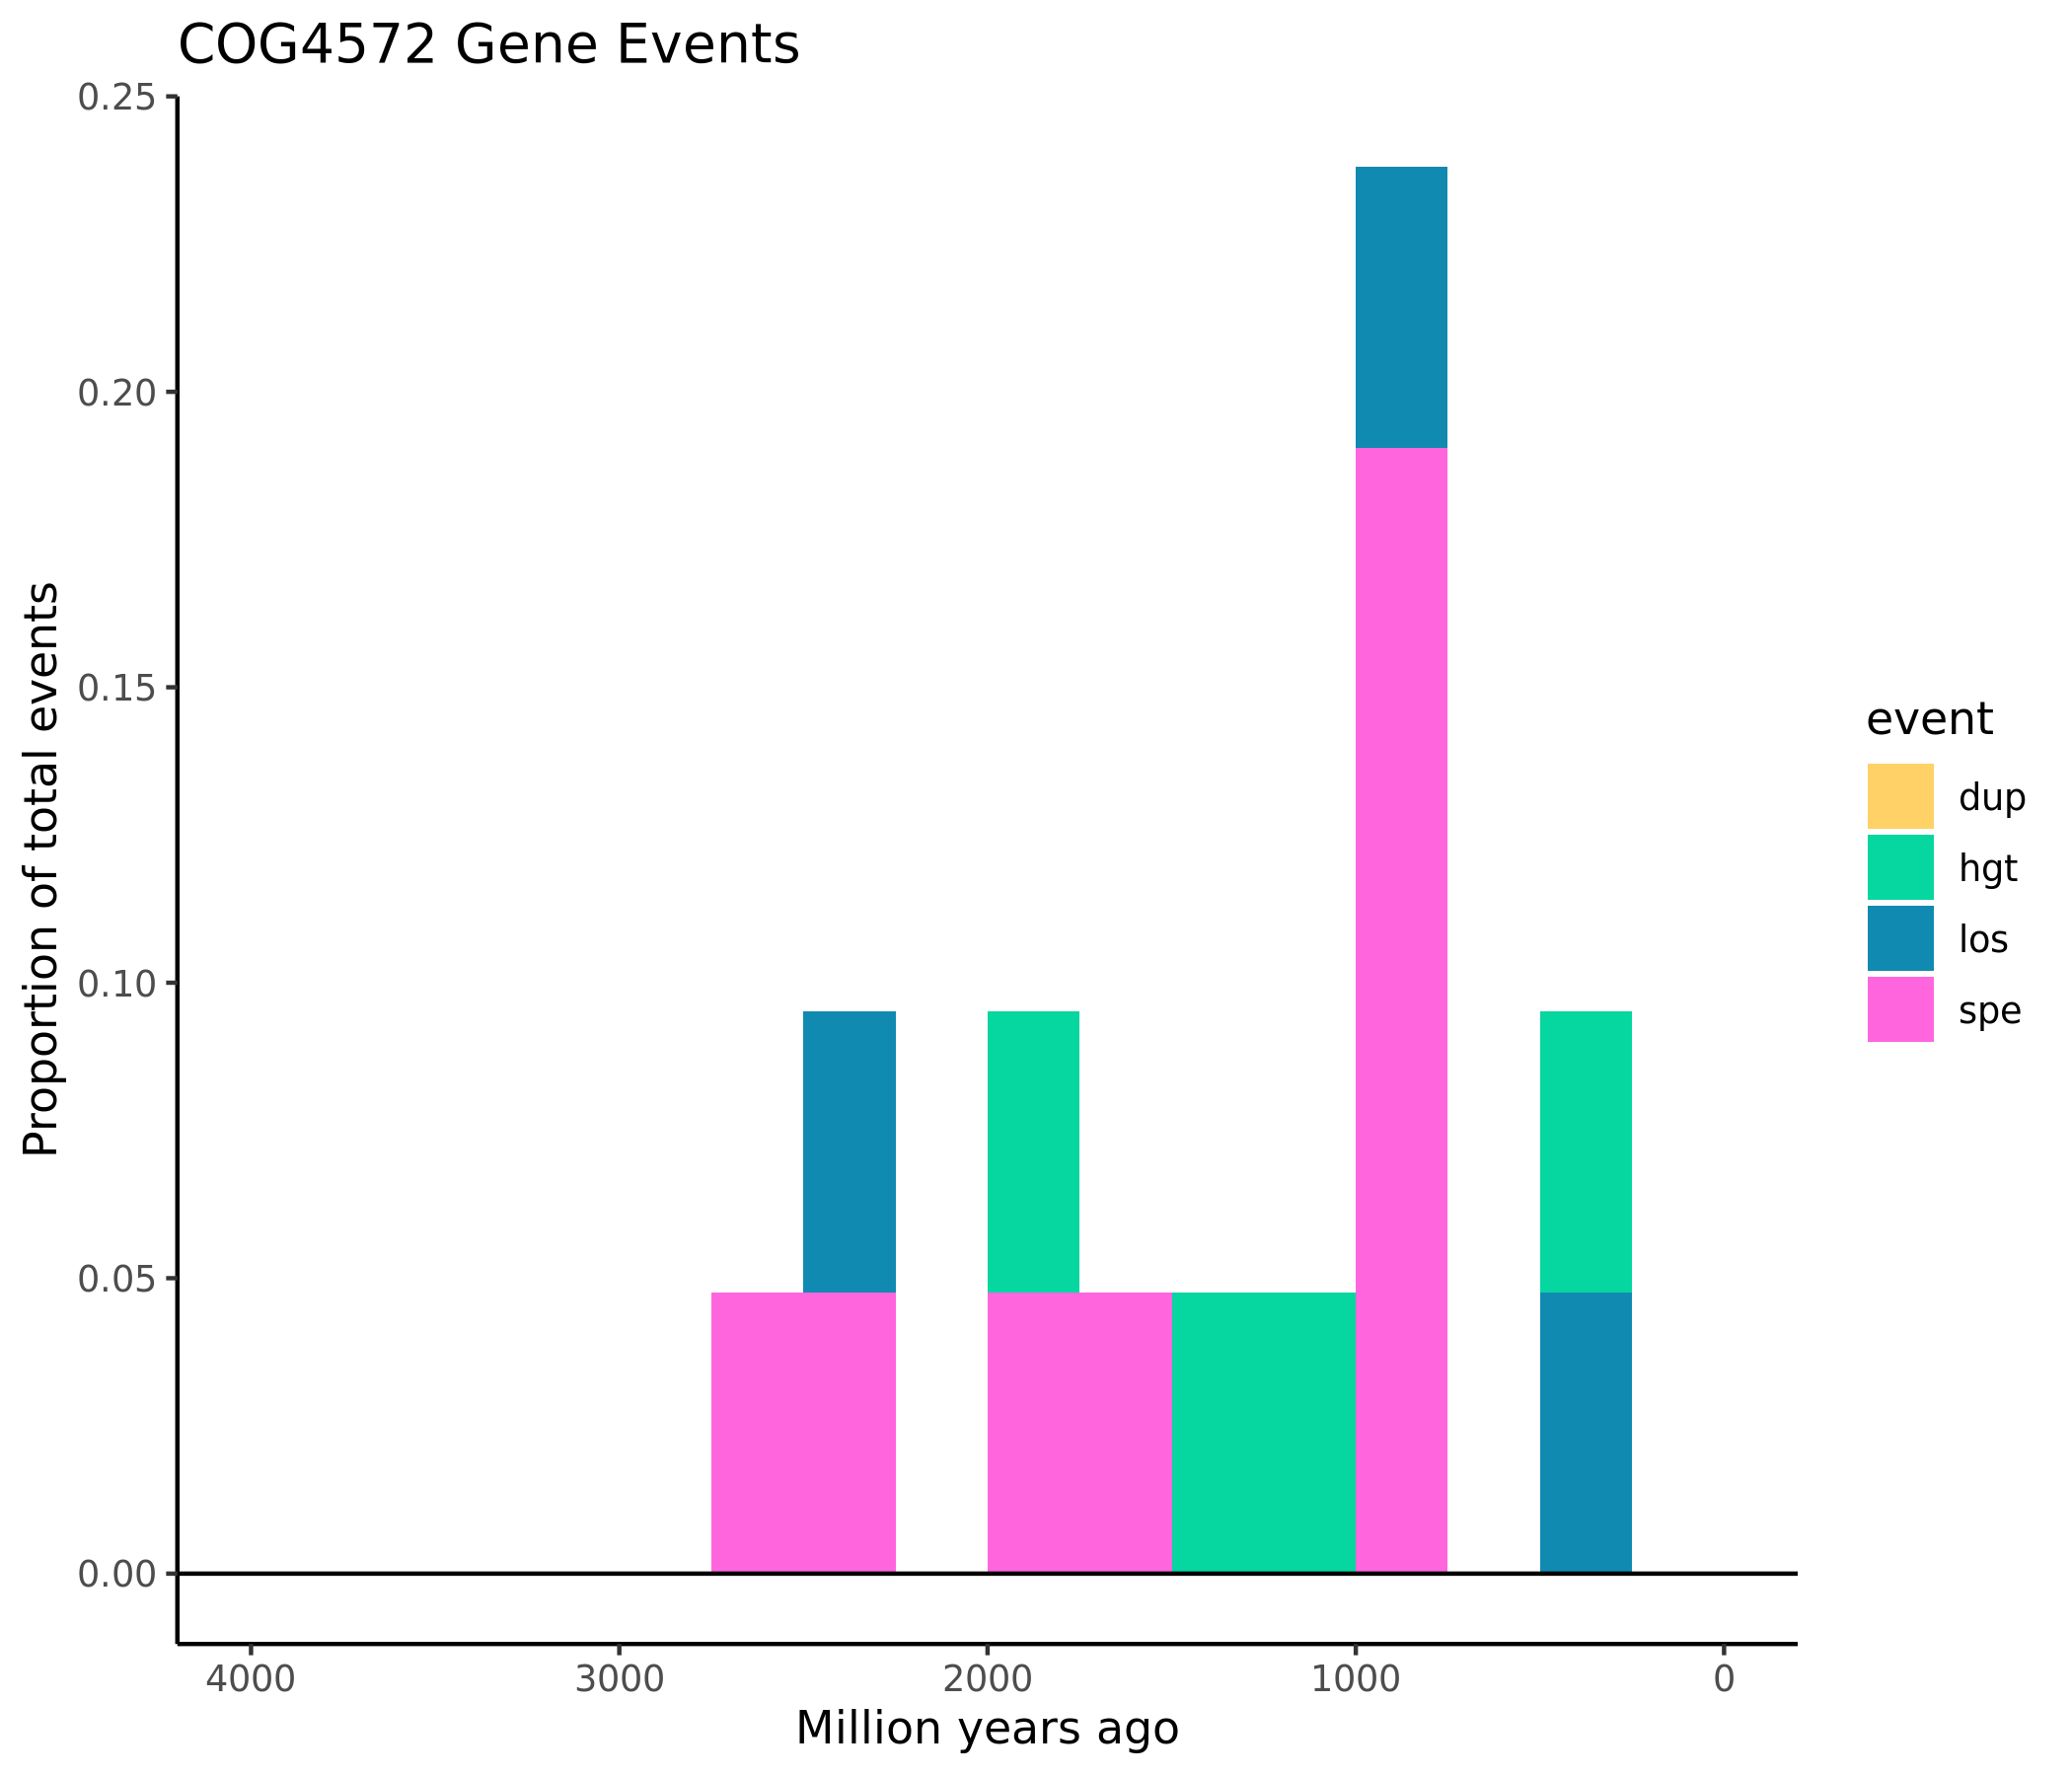 COG4572 Gene Events
0.25
0.20
0.15
0.10
0.05
0.00
Proportion of total events
4000 3000 2000 1000 0
Million years ago
event
dup
hgt
los
spe